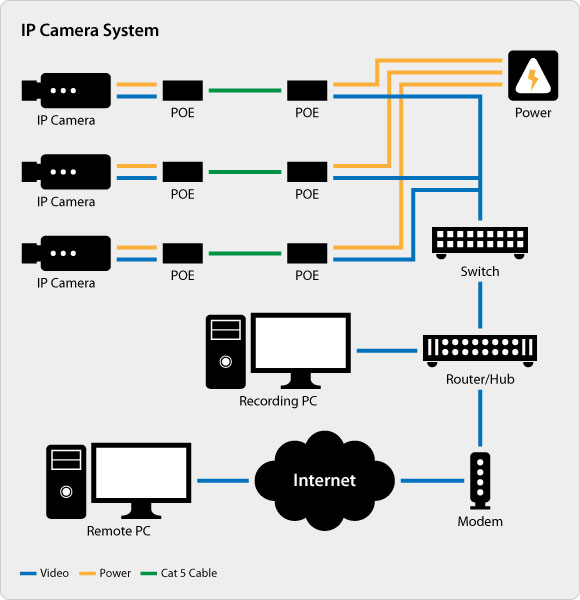 IP Camera System
IP Camera
POE
POE
Power
IP Camera
POE
POE
IP Camera
POE
POE
Switch
Router/Hub
Recording PC
Internet
Remote PC
Modem
Video Power Cat 5 Cable